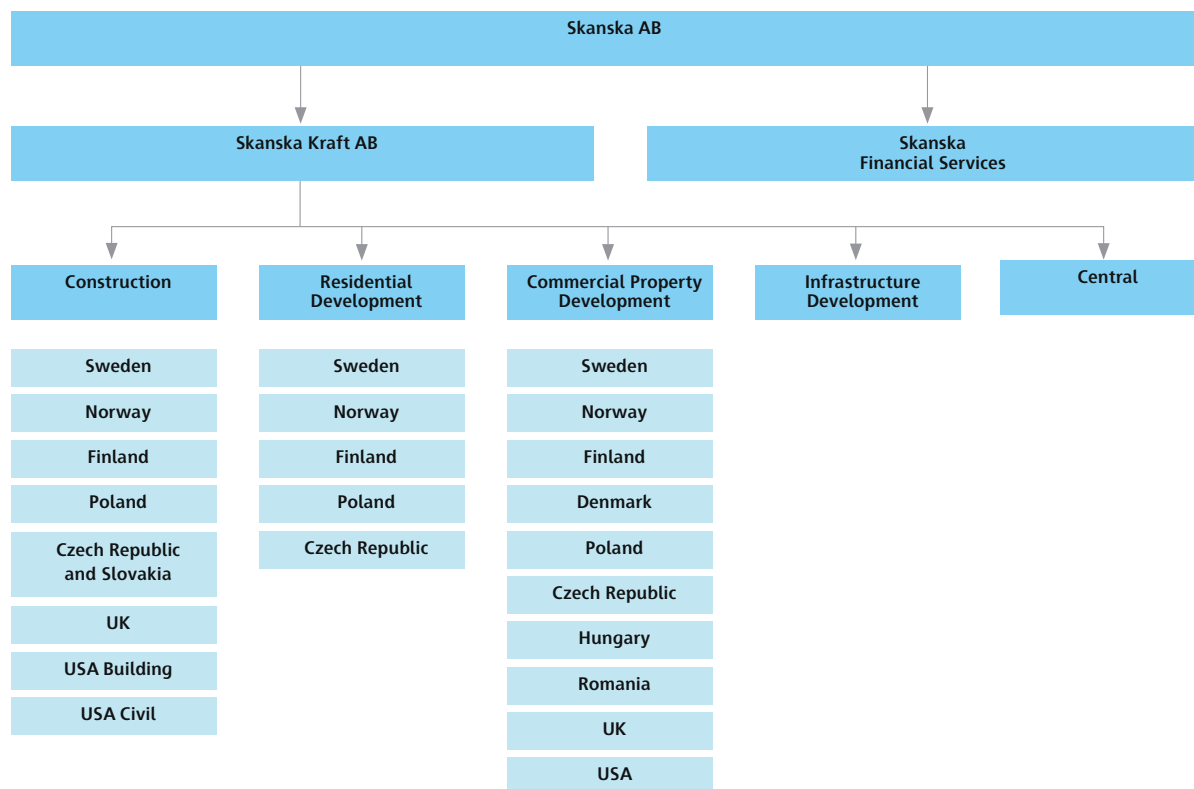 Skanska AB
Skanska Kraft AB
Skanska
Financial Services
Construction
Residential
Development
Commercial Property
Development
Infrastructure
Development
Central
Sweden
Norway
Finland
Poland
Czech Republic
and Slovakia
UK
USA Building
USA Civil
Sweden
Norway
Finland
Poland
Czech Republic
Sweden
Norway
Finland
Denmark
Poland
Czech Republic
Hungary
Romania
UK
USA